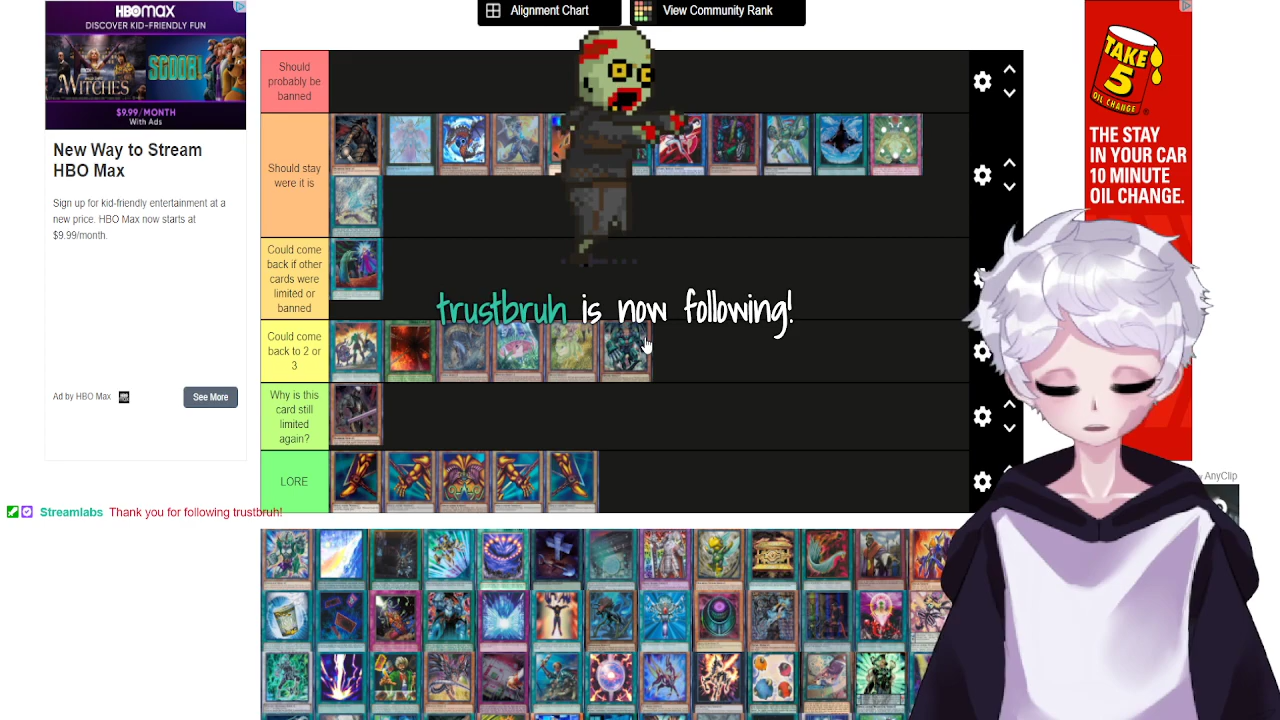 HBOMAX
DISCOVER KID-FRIENDLY FUN
WITCHES
SCOOB!
$9.99/MONTH
With Ads
New Way to Stream
HBO Max
Sign up for kid-friendly entertainment at a
new price. HBO Max now starts at
$9.99/month.
Ad by HBO Max
See More
Alignment Chart
View Community Rank
Should
probably be
banned
Should stay
were it is
Could come
back if other
cards were
limited or
banned
Could come
back to 2 or
3
Why is this
card still
limited
again?
LORE
trustbruh is now following!
Streamlabs Thank you for following trustbruh!
TAKE
5
OIL CHANGE
THE STAY
IN YOUR CAR
10 MINUTE
OIL CHANGE.
AnyClip